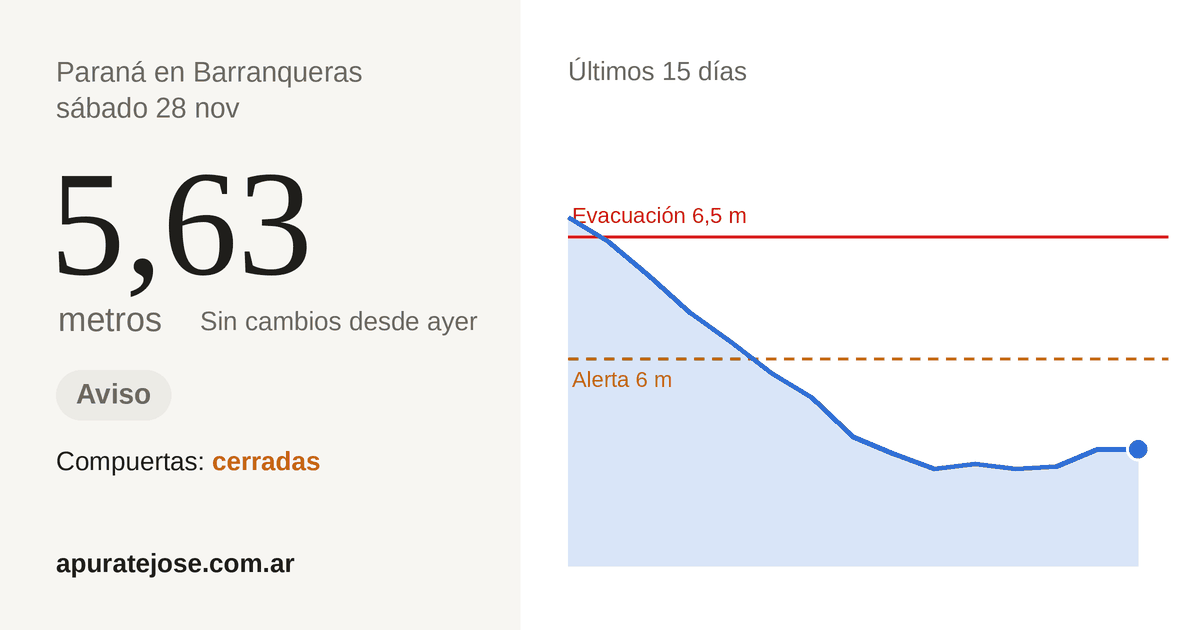 Paraná en Barranqueras
sábado 28 nov
5,63
metros Sin cambios desde ayer
Aviso
Compuertas: cerradas
apuratejose.com.ar
Últimos 15 días
Evacuación 6,5 m
Alerta 6 m